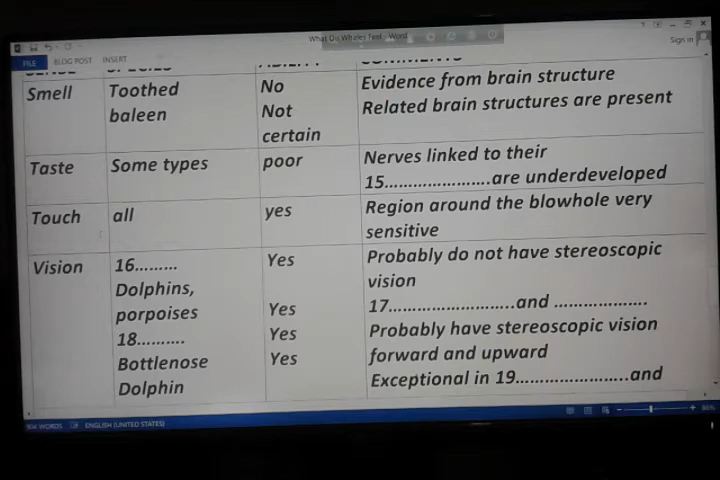 What Do Whales Feel - Word
Sign in
FILE BLOG POST INSERT
Smell Toothed No Evidence from brain structure
baleen Not Related brain structures are present
certain
Taste Some types poor Nerves linked to their
15......................are underdeveloped
Touch all yes Region around the blowhole very
sensitive
Vision 16......... Yes Probably do not have stereoscopic
Dolphins, vision
porpoises Yes 17..........................and ...................
18.......... Yes Probably have stereoscopic vision
Bottlenose Yes forward and upward
Dolphin Exceptional in 19.......................and
904 WORDS ENGLISH (UNITED STATES) 86%